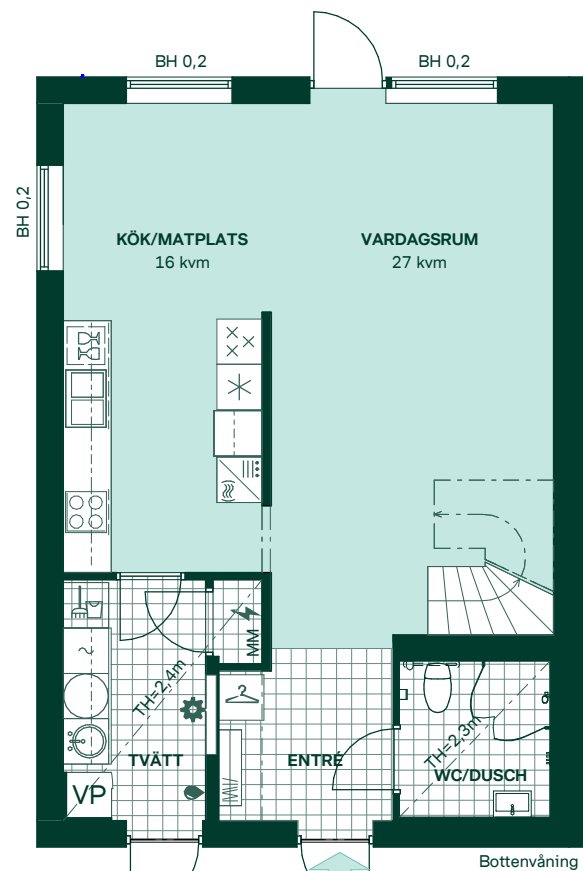 BH 0,2
BH 0,2
BH 0,2
KÖK/MATPLATS
16 kvm
VARDAGSRUM
27 kvm
MM
TH=2,4m
TVÄTT
VP
ENTRÉ
TH=2,3m
WC/DUSCH
Bottenvåning